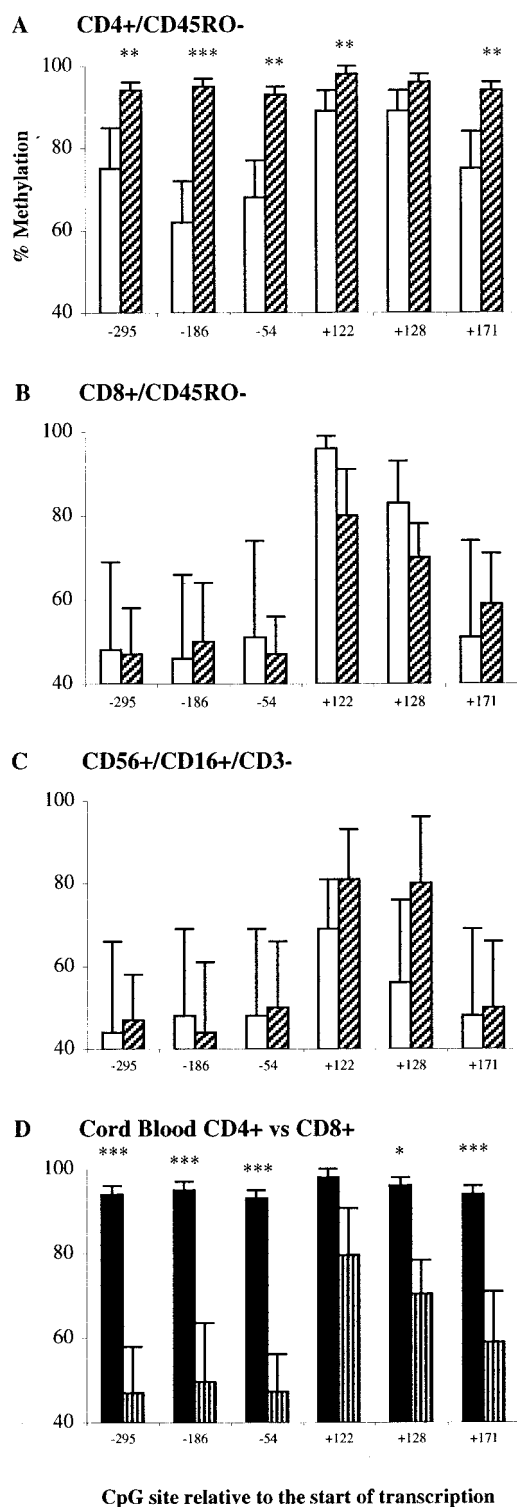 A CD4+/CD45RO-
** *** ** ** **
100
80
60
40
% Methylation
-295 -186 -54 +122 +128 +171
B CD8+/CD45RO-
100
80
60
40
-295 -186 -54 +122 +128 +171
C CD56+/CD16+/CD3-
100
80
60
40
-295 -186 -54 +122 +128 +171
D Cord Blood CD4+ vs CD8+
*** *** *** * ***
100
80
60
40
-295 -186 -54 +122 +128 +171
CpG site relative to the start of transcription